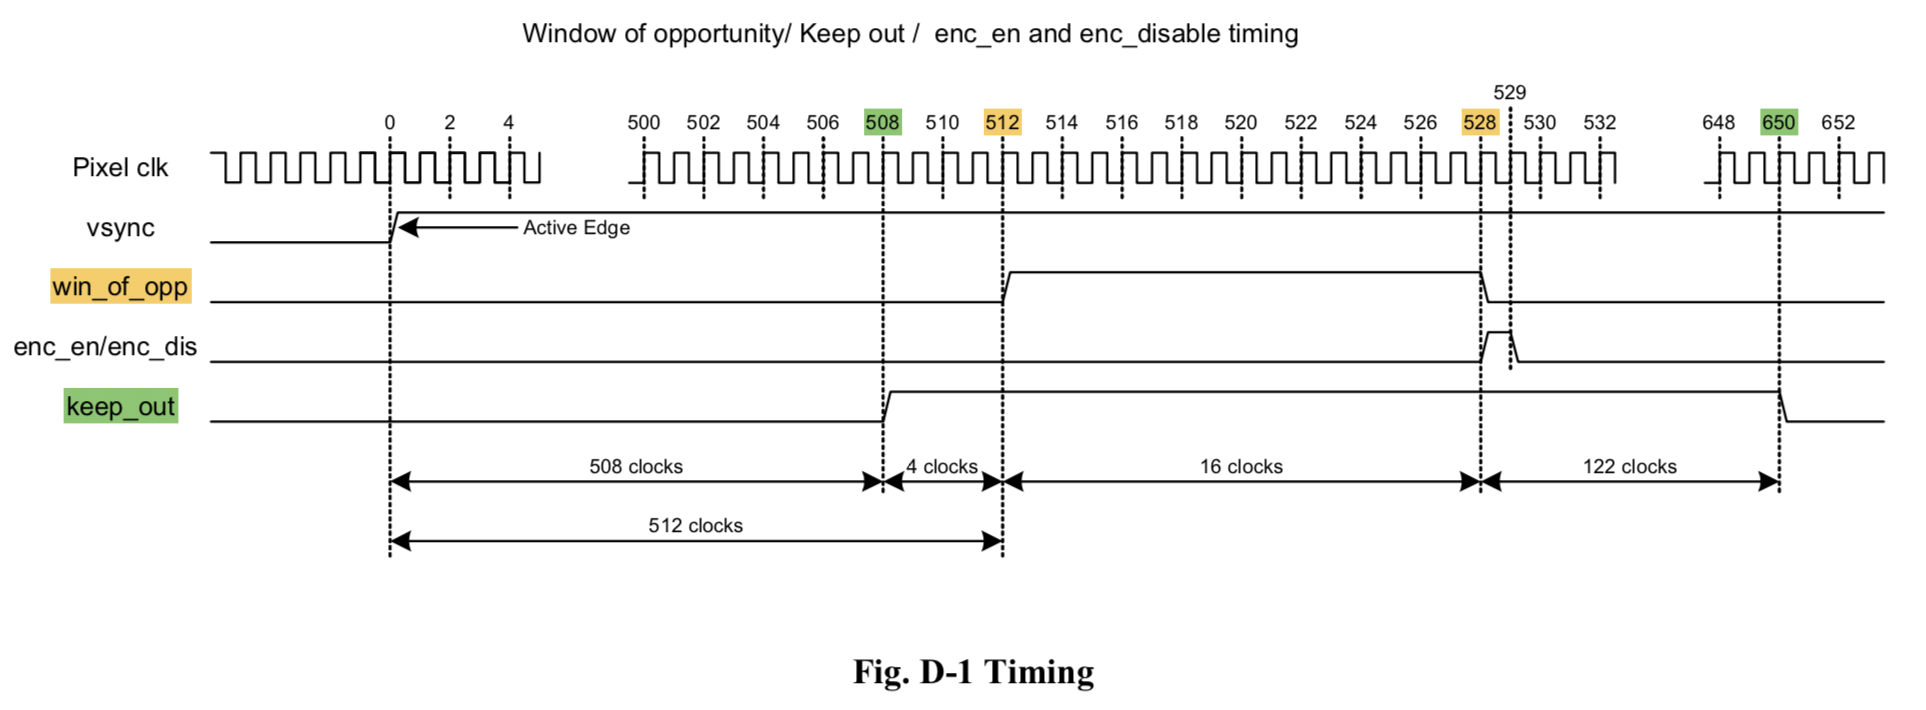 Window of opportunity/ Keep out / enc_en and enc_disable timing
529
0 2 4 500 502 504 506 508 510 512 514 516 518 520 522 524 526 528 530 532 648 650 652
Pixel clk
vsync
Active Edge
win_of_opp
enc_en/enc_dis
keep_out
508 clocks 4 clocks 16 clocks 122 clocks
512 clocks
Fig. D-1 Timing